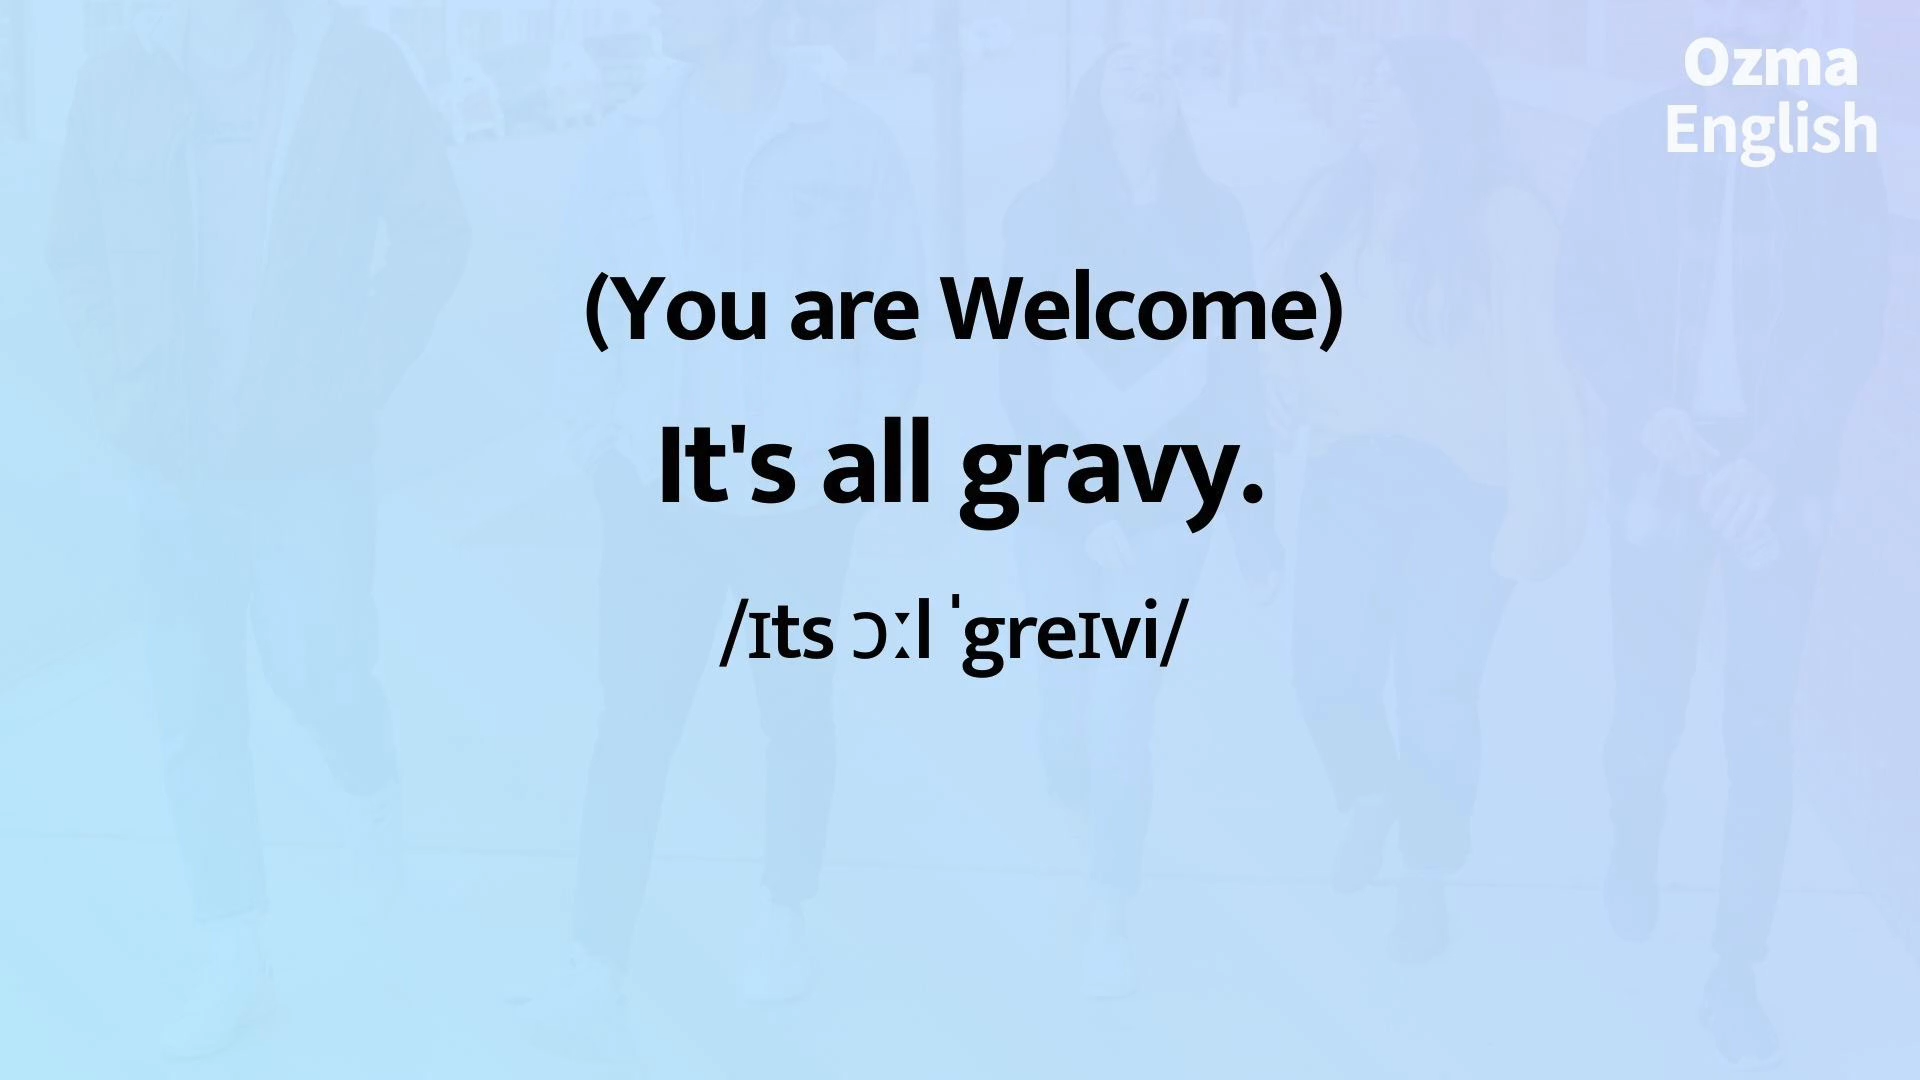 Ozma
English
(You are Welcome)
It's all gravy.
/ɪts ɔːl ˈgreɪvi/